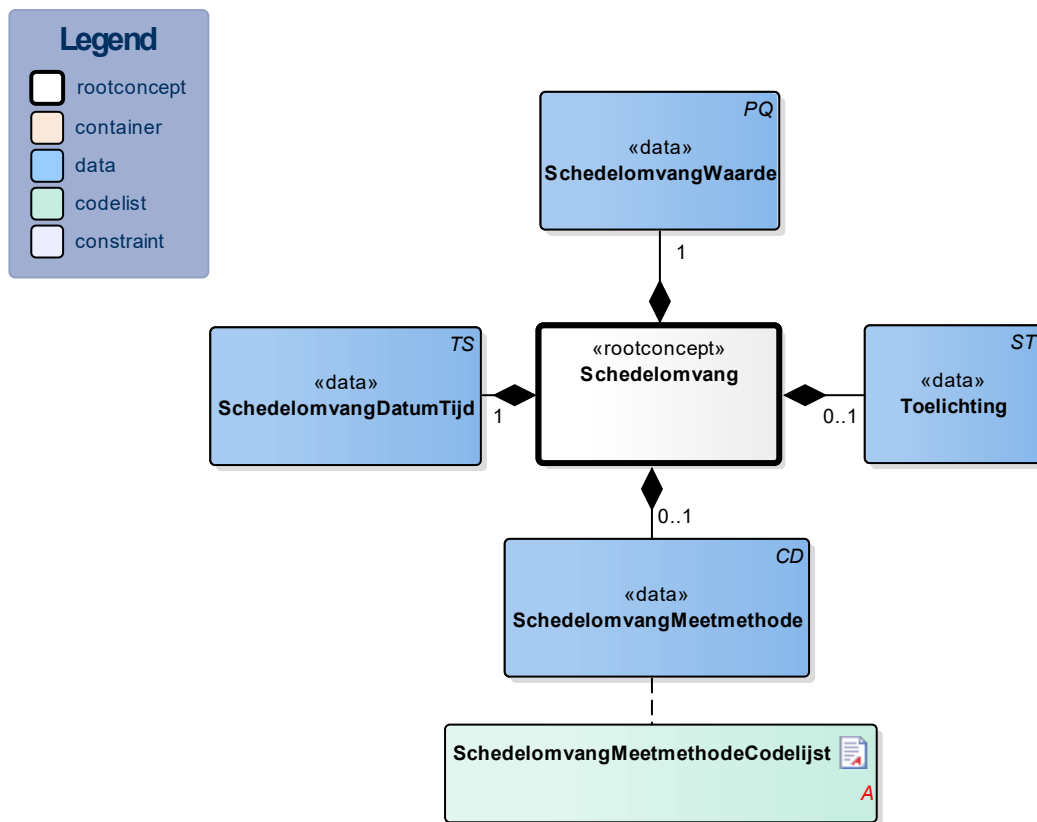 Legend
rootconcept
container
data
codelist
constraint
PQ
«data»
SchedelomvangWaarde
1
TS
«data»
SchedelomvangDatumTijd
1
«rootconcept»
Schedelomvang
0..1
ST
«data»
Toelichting
0..1
CD
«data»
SchedelomvangMeetmethode
SchedelomvangMeetmethodeCodelijst
A